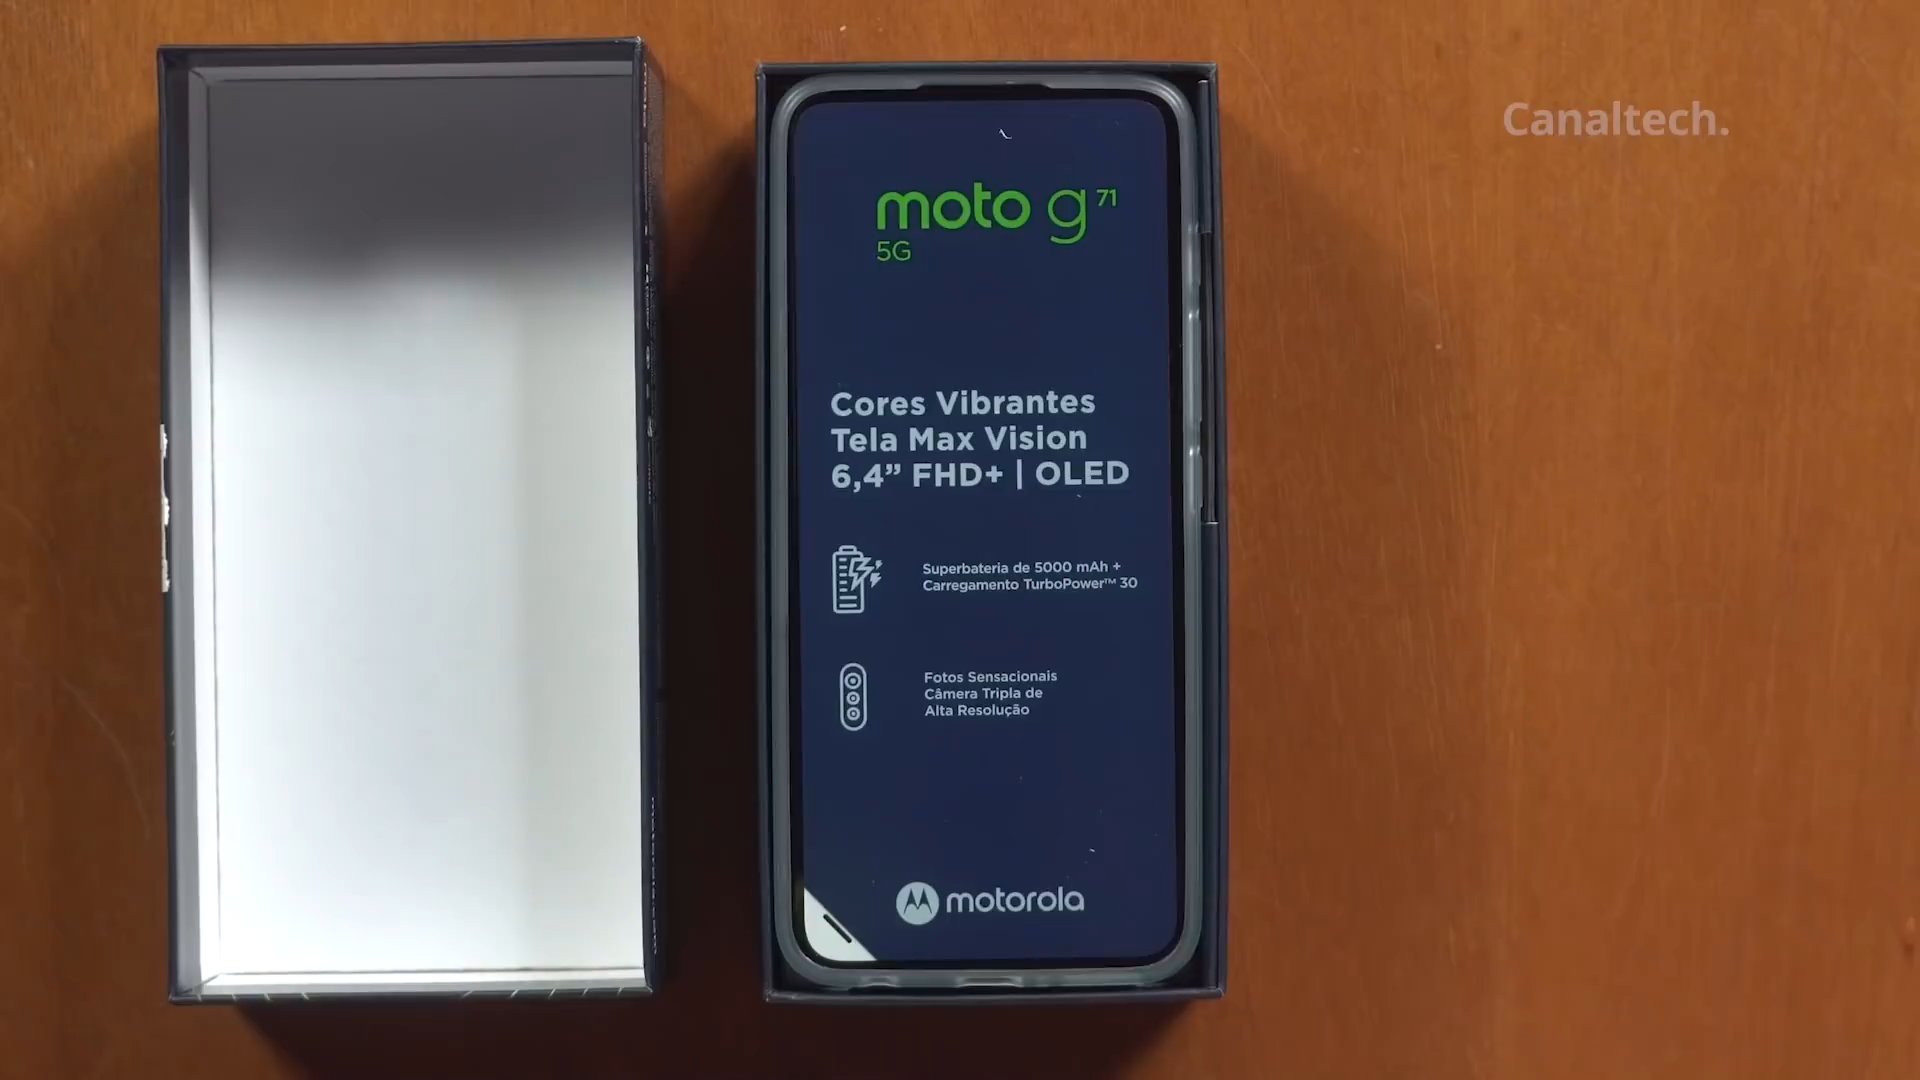 Canaltech.
moto g 71
5G
Cores Vibrantes
Tela Max Vision
6,4” FHD+ | OLED
Superbateria de 5000 mAh +
Carregamento TurboPower™ 30
Fotos Sensacionais
Câmera Tripla de
Alta Resolução
motorola